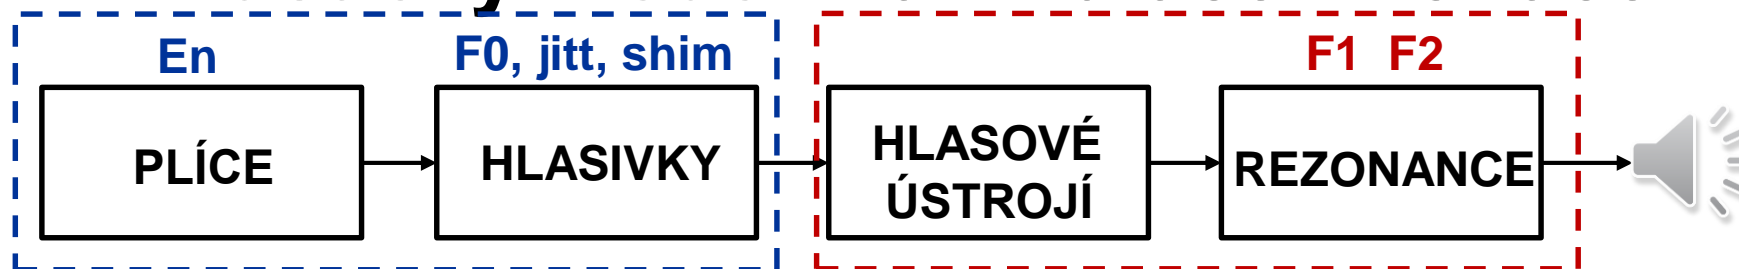 En
F0, jitt, shim
F1 F2
PLÍCE
HLASIVKY
HLASOVÉ
ÚSTROJÍ
REZONANCE